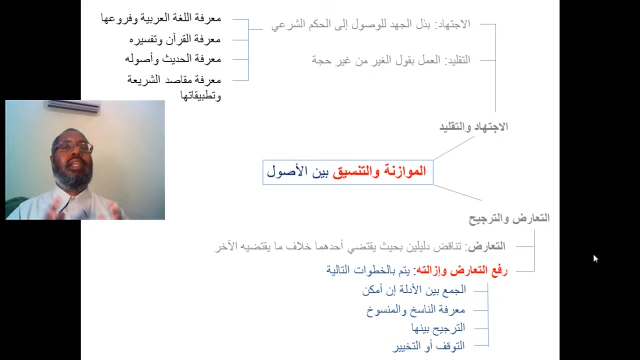 الاجتهاد: بذل الجهد للوصول إلى الحكم الشرعي
معرفة اللغة العربية وفروعها
معرفة القرآن وتفسيره
معرفة الحديث وأصوله
معرفة مقاصد الشريعة
وتطبيقاتها
التقليد: العمل بقول الغير من غير حجة
الاجتهاد والتقليد
الموازنة والتنسيق بين الأصول
التعارض والترجيح
التعارض: تناقض دليلين بحيث يقتضي أحدهما خلاف ما يقتضيه الآخر
رفع التعارض وإزالته: يتم بالخطوات التالية
الجمع بين الأدلة إن أمكن
معرفة الناسخ والمنسوخ
الترجيح بينها
التوقف أو التخيير